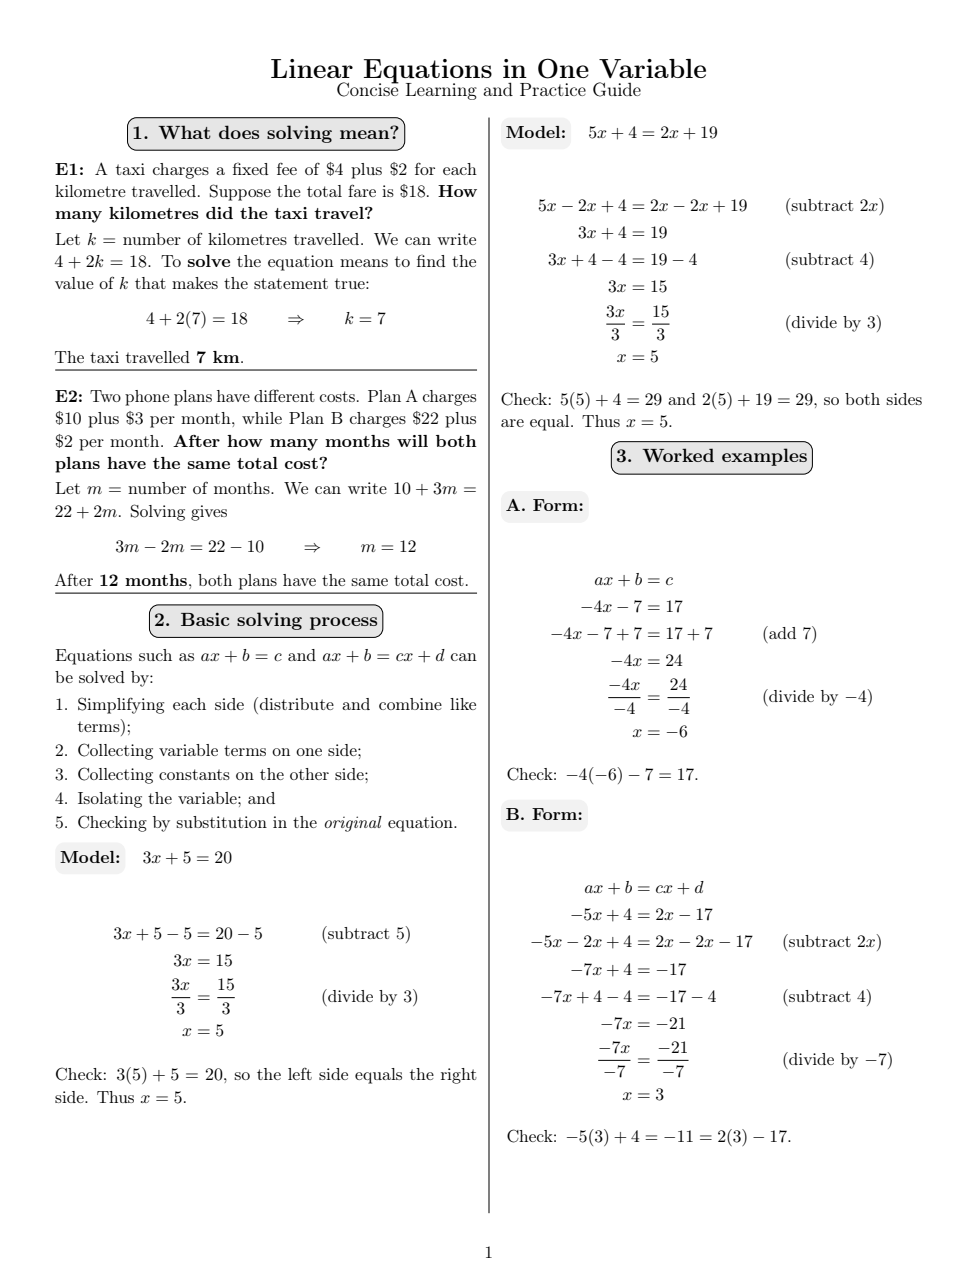 Linear Equations in One Variable
Concise Learning and Practice Guide
1. What does solving mean?
E1: A taxi charges a fixed fee of $4 plus $2 for each
kilometre travelled. Suppose the total fare is $18. How
many kilometres did the taxi travel?
Let k = number of kilometres travelled. We can write
4 + 2k = 18. To solve the equation means to find the
value of k that makes the statement true:
4 + 2(7) = 18 ⇒ k = 7
The taxi travelled 7 km.
E2: Two phone plans have different costs. Plan A charges
$10 plus $3 per month, while Plan B charges $22 plus
$2 per month. After how many months will both
plans have the same total cost?
Let m = number of months. We can write 10 + 3m =
22 + 2m. Solving gives
3m − 2m = 22 − 10 ⇒ m = 12
After 12 months, both plans have the same total cost.
2. Basic solving process
Equations such as ax + b = c and ax + b = cx + d can
be solved by:
1. Simplifying each side (distribute and combine like
terms);
2. Collecting variable terms on one side;
3. Collecting constants on the other side;
4. Isolating the variable; and
5. Checking by substitution in the original equation.
Model: 3x + 5 = 20
3x + 5 − 5 = 20 − 5 (subtract 5)
3x = 15
3x/3 = 15/3 (divide by 3)
x = 5
Check: 3(5) + 5 = 20, so the left side equals the right
side. Thus x = 5.
Model: 5x + 4 = 2x + 19
5x − 2x + 4 = 2x − 2x + 19 (subtract 2x)
3x + 4 = 19
3x + 4 − 4 = 19 − 4 (subtract 4)
3x = 15
3x/3 = 15/3 (divide by 3)
x = 5
Check: 5(5) + 4 = 29 and 2(5) + 19 = 29, so both sides
are equal. Thus x = 5.
3. Worked examples
A. Form:
ax + b = c
−4x − 7 = 17
−4x − 7 + 7 = 17 + 7 (add 7)
−4x = 24
−4x/−4 = 24/−4 (divide by −4)
x = −6
Check: −4(−6) − 7 = 17.
B. Form:
ax + b = cx + d
−5x + 4 = 2x − 17
−5x − 2x + 4 = 2x − 2x − 17 (subtract 2x)
−7x + 4 = −17
−7x + 4 − 4 = −17 − 4 (subtract 4)
−7x = −21
−7x/−7 = −21/−7 (divide by −7)
x = 3
Check: −5(3) + 4 = −11 = 2(3) − 17.
1